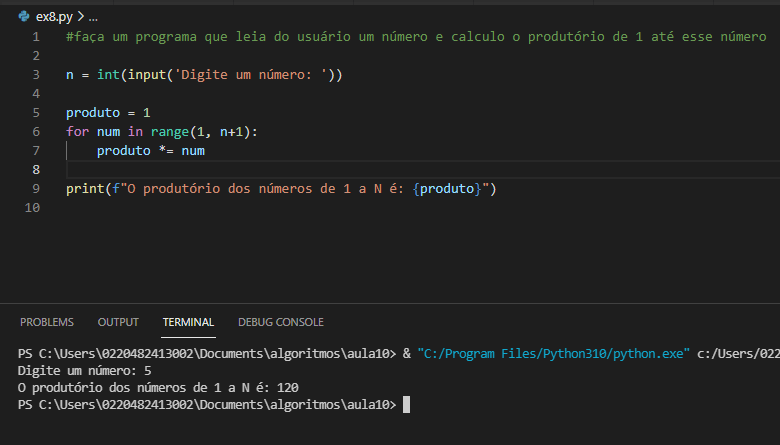 ex8.py > ...
1 #faça um programa que leia do usuário um número e calculo o produtório de 1 até esse número
2
3 n = int(input('Digite um número: '))
4
5 produto = 1
6 for num in range(1, n+1):
7     produto *= num
8
9 print(f"O produtório dos números de 1 a N é: {produto}")
10
PROBLEMS OUTPUT TERMINAL DEBUG CONSOLE
PS C:\Users\0220482413002\Documents\algoritmos\aula10> & "C:/Program Files/Python310/python.exe" c:/Users/022
Digite um número: 5
O produtório dos números de 1 a N é: 120
PS C:\Users\0220482413002\Documents\algoritmos\aula10>